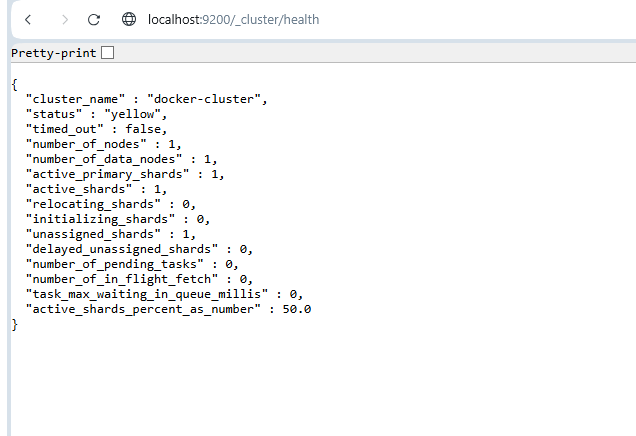 localhost:9200/_cluster/health
Pretty-print
{
"cluster_name" : "docker-cluster",
"status" : "yellow",
"timed_out" : false,
"number_of_nodes" : 1,
"number_of_data_nodes" : 1,
"active_primary_shards" : 1,
"active_shards" : 1,
"relocating_shards" : 0,
"initializing_shards" : 0,
"unassigned_shards" : 1,
"delayed_unassigned_shards" : 0,
"number_of_pending_tasks" : 0,
"number_of_in_flight_fetch" : 0,
"task_max_waiting_in_queue_millis" : 0,
"active_shards_percent_as_number" : 50.0
}